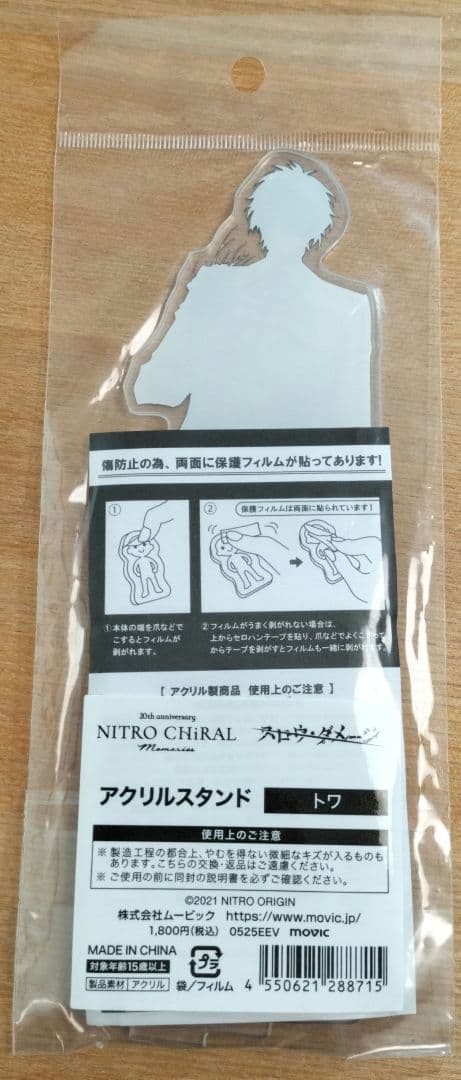 傷防止の為、両面に保護フィルムが貼ってあります!
①
②
保護フィルムは両面に貼られています!
①本体の端を爪などで
こするとフィルムが
剥がれます。
②フィルムがうまく剥がれない場合は、
上からセロハンテープを貼り、爪などでよくこすって
からテープを剥がすとフィルムも一緒に剥がれます。
【 アクリル製商品 使用上のご注意 】
10th anniversary
NITRO CHiRAL
Memories
スロウ・ダメージ
アクリルスタンド
トワ
使用上のご注意
※ 製造工程の都合上、やむを得ない微細なキズが入るものも
あります。こちらの交換・返品はご遠慮ください。
※ ご使用の前に同封の説明書を必ずご確認ください。
©2021 NITRO ORIGIN
株式会社ムービック https://www.movic.jp/
1,800円(税込) 0525EEV movic
MADE IN CHINA
対象年齢15歳以上
製品素材 アクリル
プラ
袋/フィルム
4 550621 288715